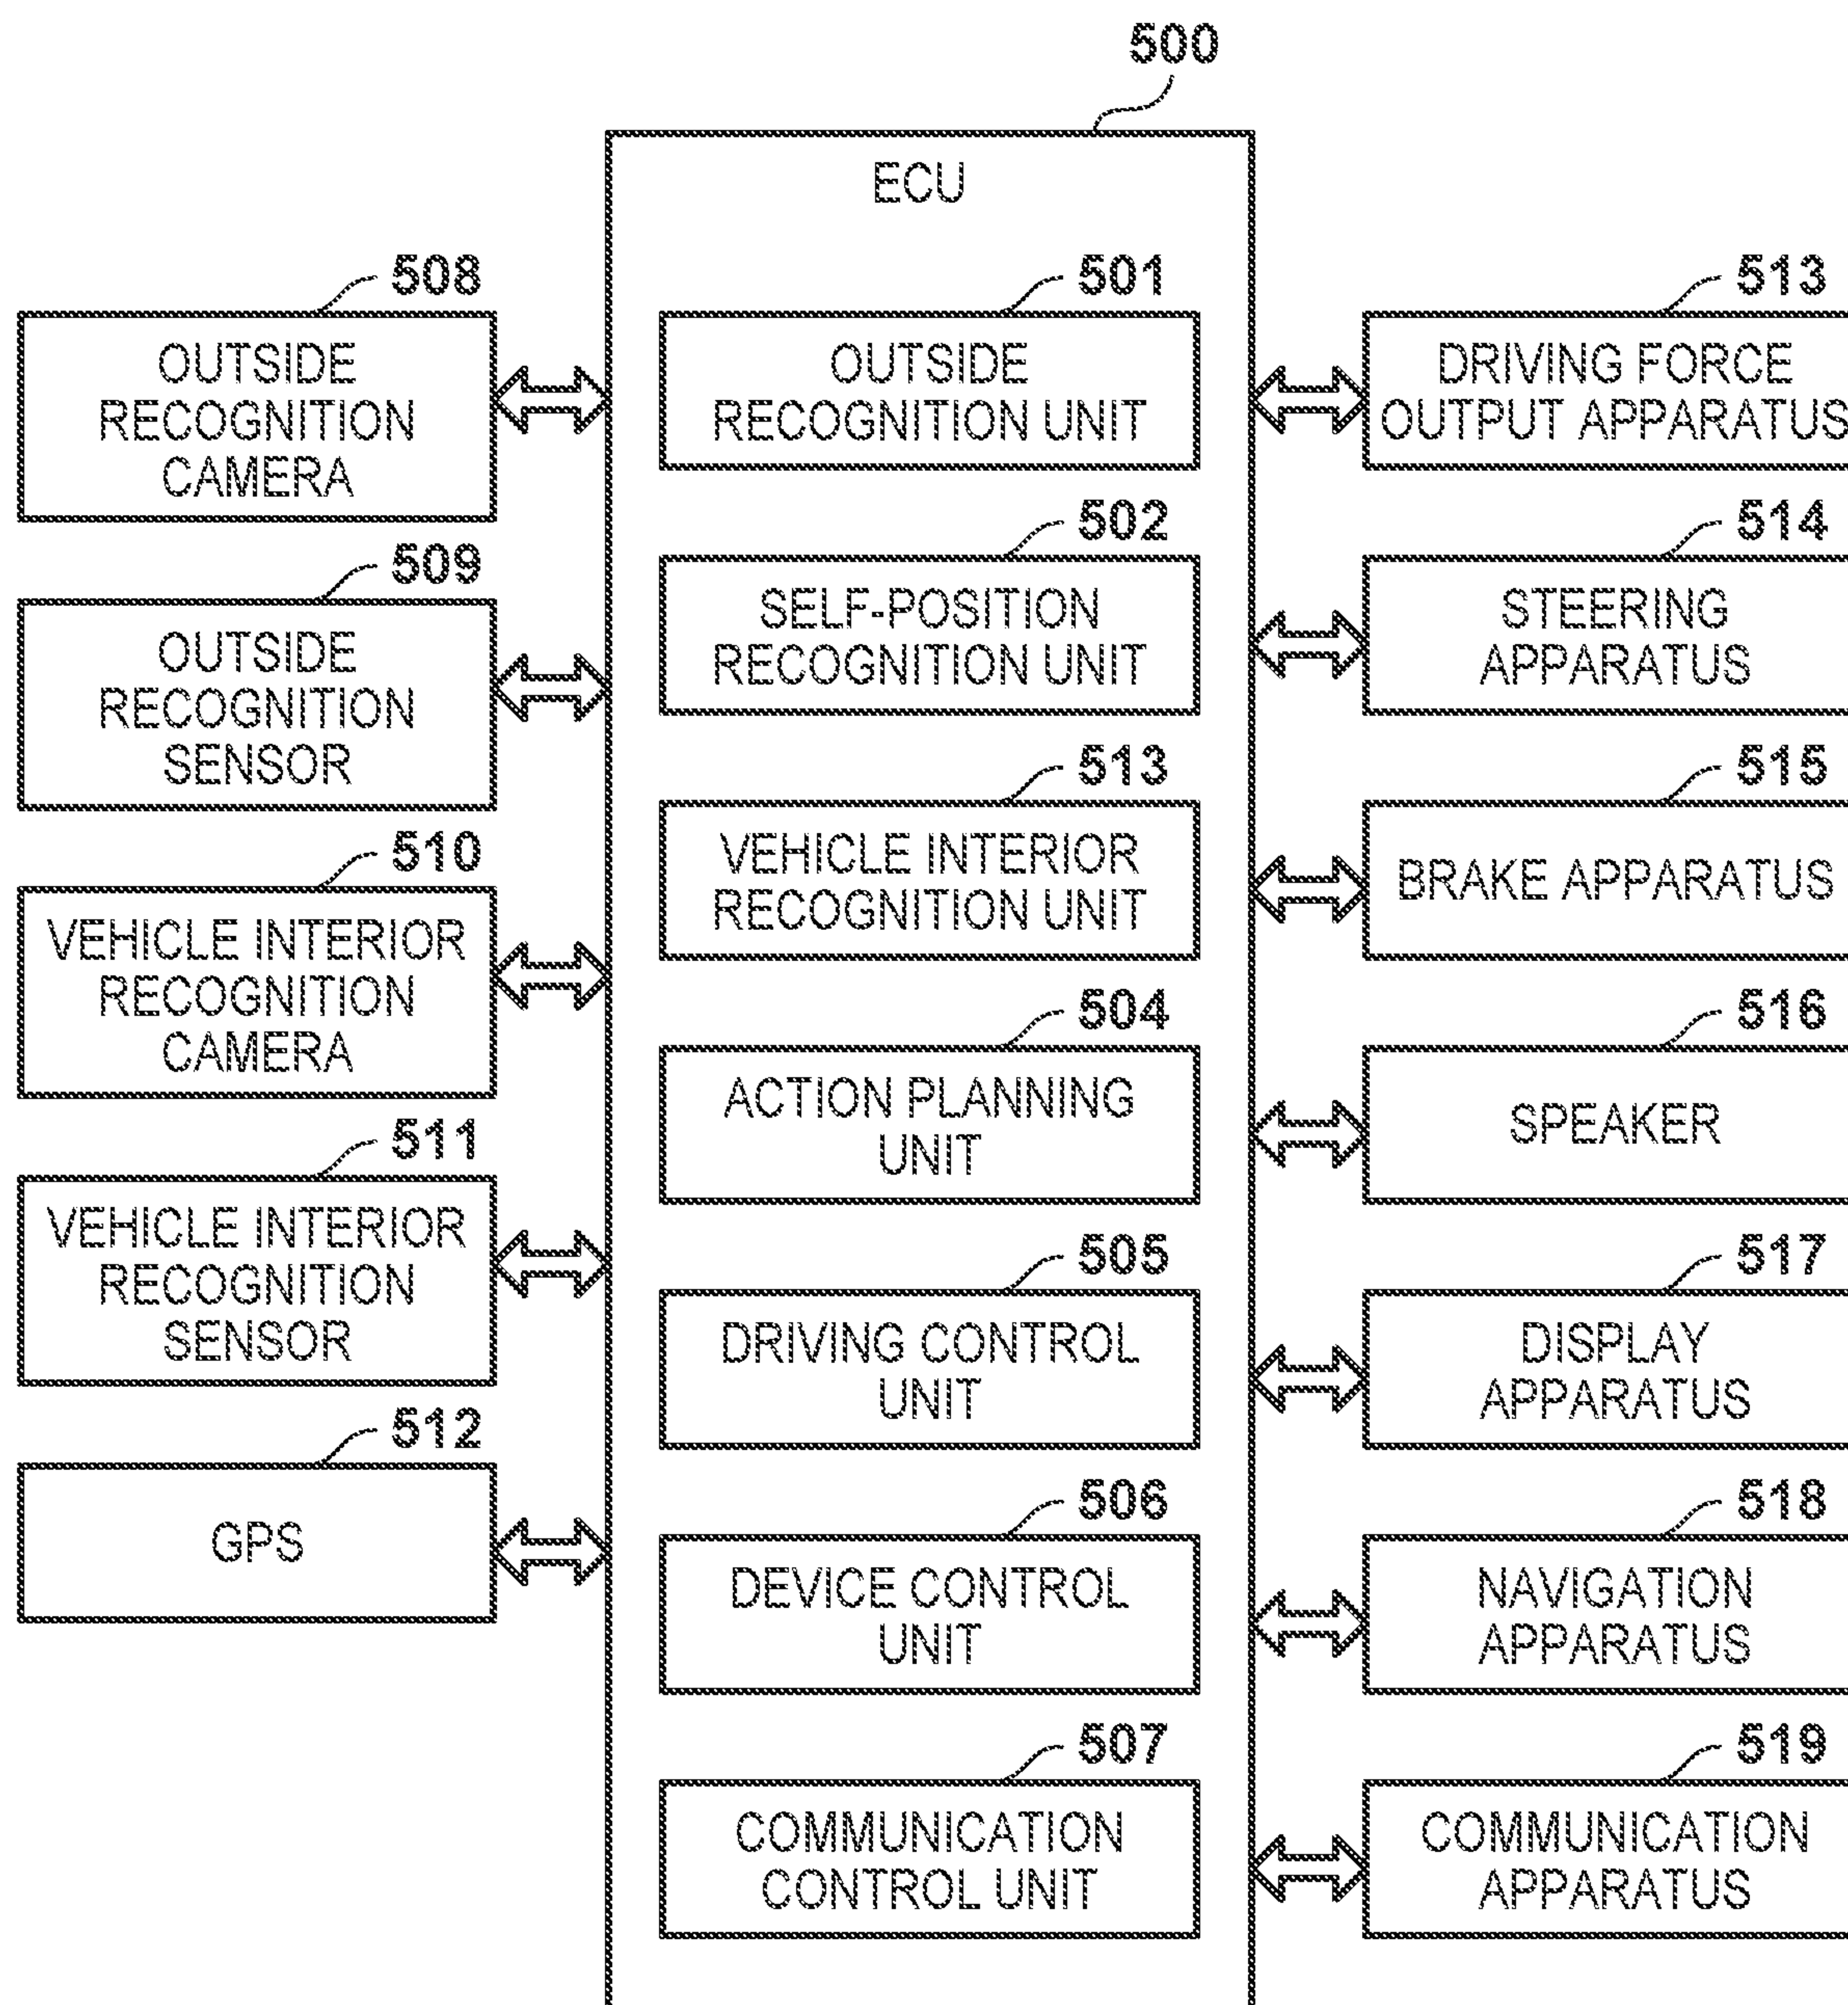 500
ECU
508
OUTSIDE
RECOGNITION
CAMERA
509
OUTSIDE
RECOGNITION
SENSOR
510
VEHICLE INTERIOR
RECOGNITION
CAMERA
511
VEHICLE INTERIOR
RECOGNITION
SENSOR
512
GPS
501
OUTSIDE
RECOGNITION UNIT
502
SELF-POSITION
RECOGNITION UNIT
513
VEHICLE INTERIOR
RECOGNITION UNIT
504
ACTION PLANNING
UNIT
505
DRIVING CONTROL
UNIT
506
DEVICE CONTROL
UNIT
507
COMMUNICATION
CONTROL UNIT
513
DRIVING FORCE
OUTPUT APPARATUS
514
STEERING
APPARATUS
515
BRAKE APPARATUS
516
SPEAKER
517
DISPLAY
APPARATUS
518
NAVIGATION
APPARATUS
519
COMMUNICATION
APPARATUS